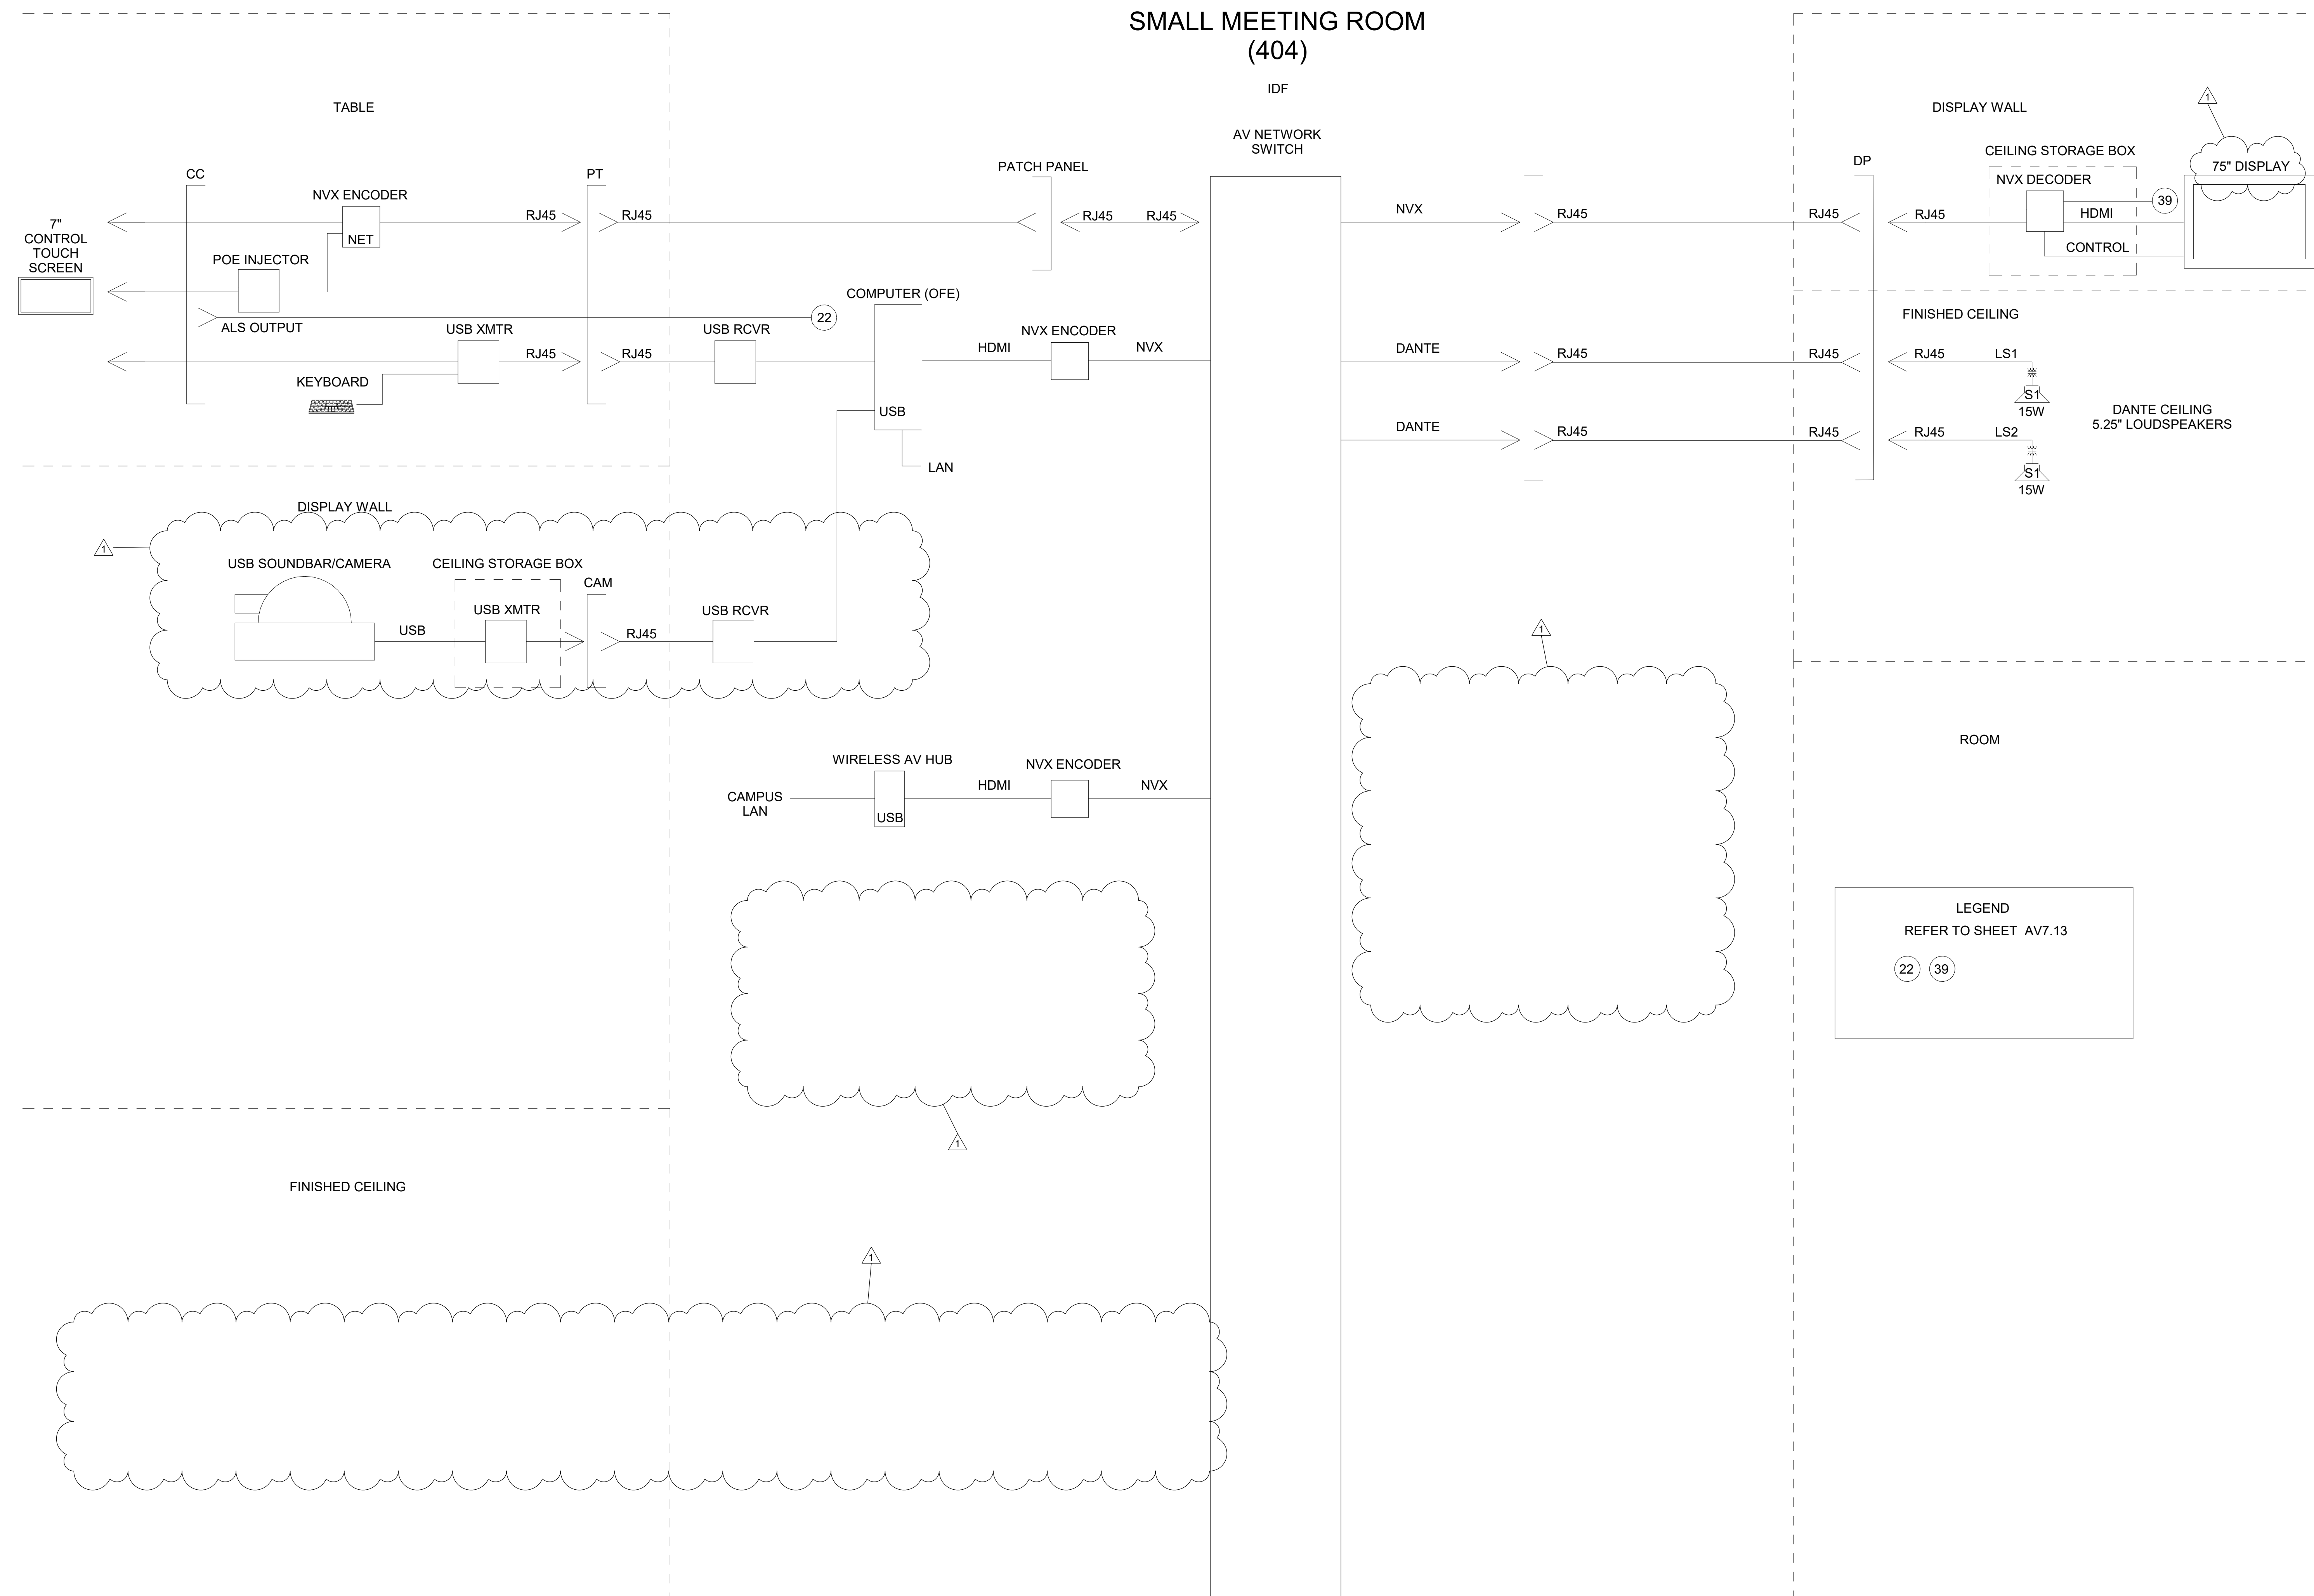 SMALL MEETING ROOM
(404)
IDF
TABLE
CC
NVX ENCODER
NET
RJ45
PT
RJ45
7"
CONTROL
TOUCH
SCREEN
POE INJECTOR
ALS OUTPUT
22
USB XMTR
RJ45
RJ45
USB RCVR
KEYBOARD
PATCH PANEL
RJ45
RJ45
AV NETWORK
SWITCH
COMPUTER (OFE)
USB
LAN
HDMI
NVX ENCODER
NVX
DISPLAY WALL
1
USB SOUNDBAR/CAMERA
USB
CEILING STORAGE BOX
USB XMTR
CAM
RJ45
USB RCVR
WIRELESS AV HUB
USB
CAMPUS
LAN
HDMI
NVX ENCODER
NVX
1
FINISHED CEILING
1
NVX
RJ45
RJ45
DANTE
RJ45
RJ45
DANTE
RJ45
RJ45
1
DISPLAY WALL
DP
CEILING STORAGE BOX
NVX DECODER
RJ45
39
HDMI
CONTROL
1
75" DISPLAY
FINISHED CEILING
RJ45
LS1
S1
15W
RJ45
LS2
S1
15W
DANTE CEILING
5.25" LOUDSPEAKERS
ROOM
LEGEND
REFER TO SHEET AV7.13
22 39